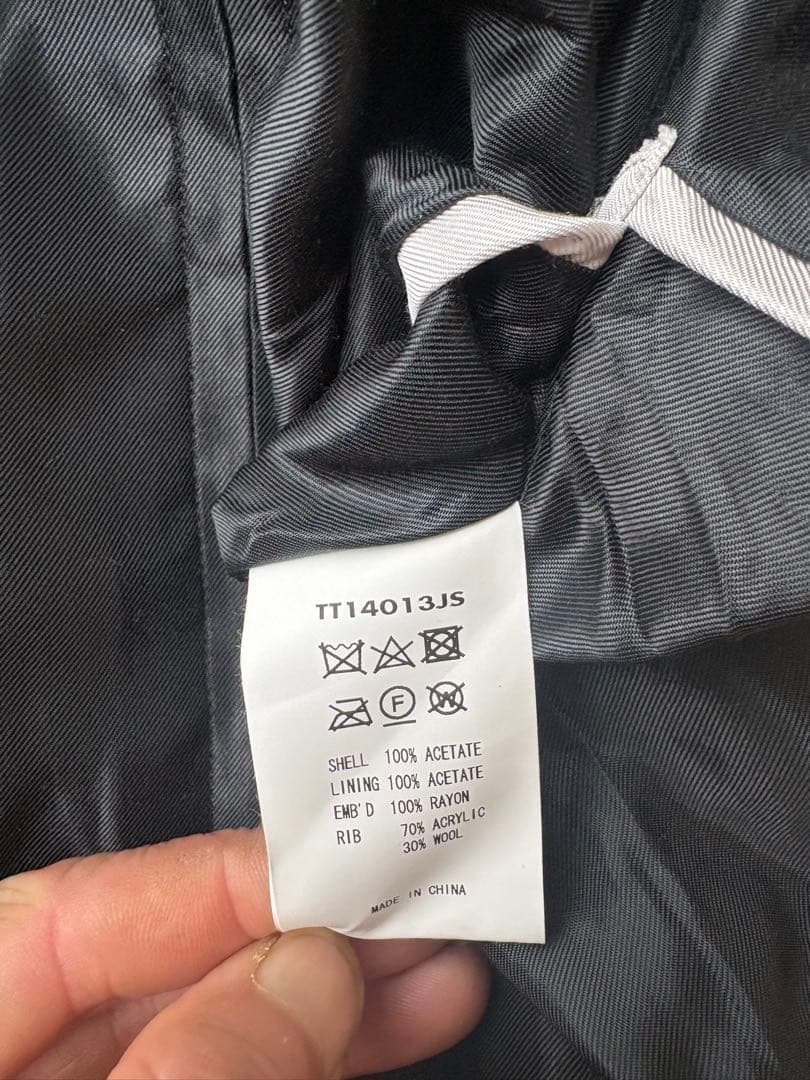 TT14013JS
F W
SHELL 100% ACETATE
LINING 100% ACETATE
EMB'D 100% RAYON
RIB 70% ACRYLIC
30% WOOL
MADE IN CHINA